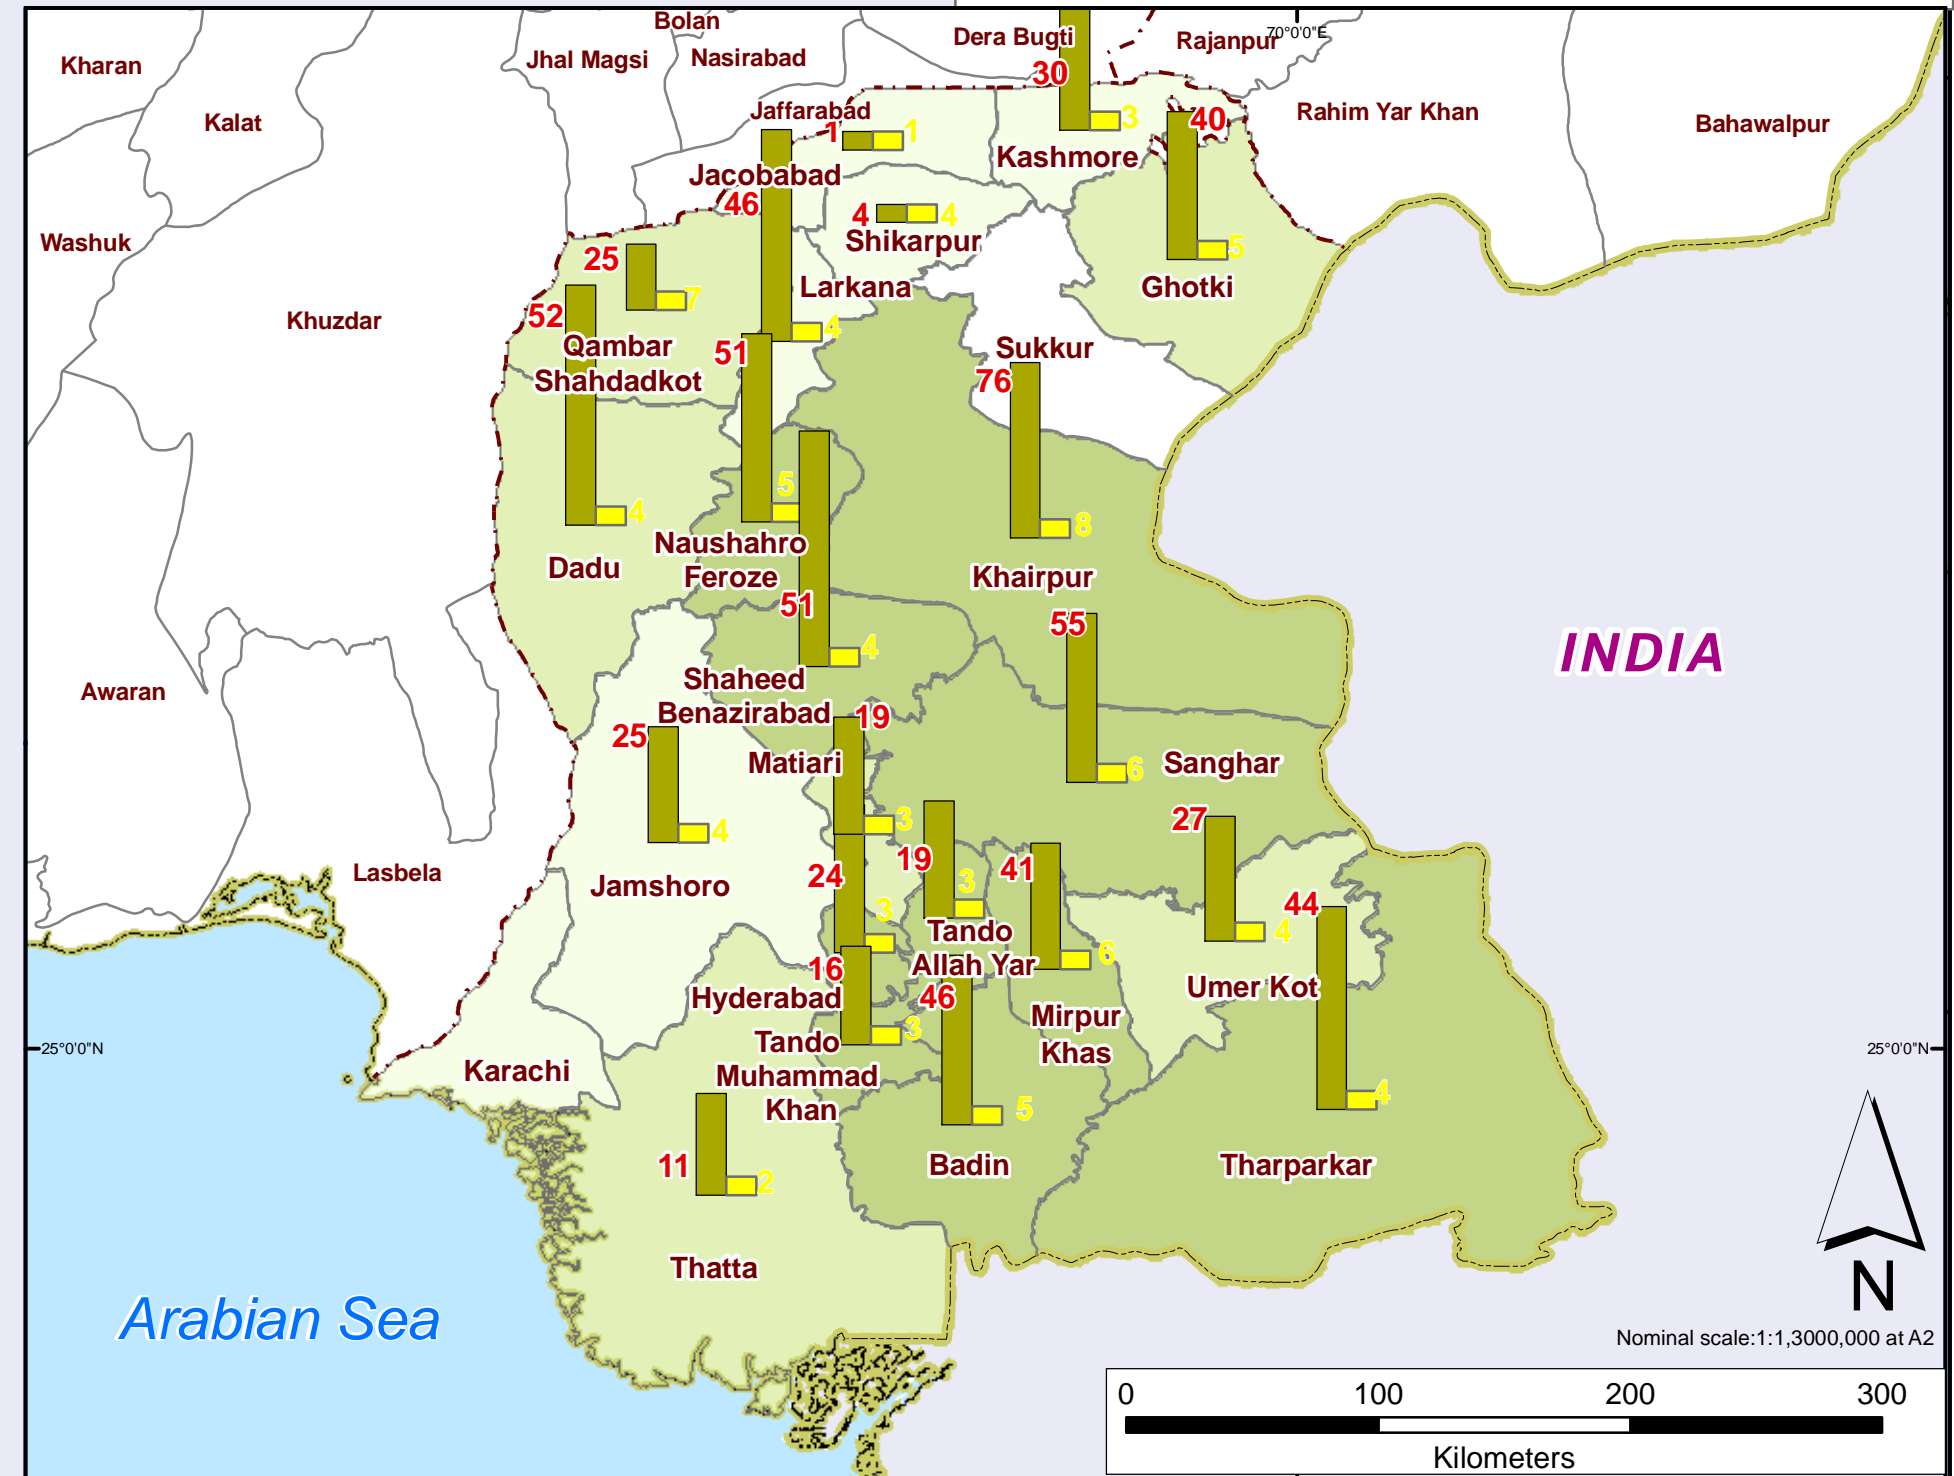 Bolan
Dera Bugti
Rajanpur
70°0'0"E
Kharan
Jhal Magsi
Nasirabad
30
Kalat
Jaffarabad
1
1
3
40
Rahim Yar Khan
Bahawalpur
Kashmore
Jacobabad
46
4
4
Shikarpur
Washuk
25
7
5
Larkana
Ghotki
52
Khuzdar
4
Qambar
Shahdadkot
51
Sukkur
76
5
4
8
Naushahro
Feroze
Dadu
Khairpur
51
55
4
INDIA
Awaran
Shaheed
Benazirabad
19
25
Matiari
Sanghar
6
3
27
4
Lasbela
Jamshoro
24
19
3
41
3
44
4
Tando
Allah Yar
6
16
Hyderabad
46
Umer Kot
Mirpur
Khas
3
Tando
Muhammad
Khan
25°0'0"N
25°0'0"N
Karachi
5
4
11
2
Badin
Tharparkar
Thatta
Arabian Sea
N
Nominal scale:1:1,3000,000 at A2
0 100 200 300
Kilometers